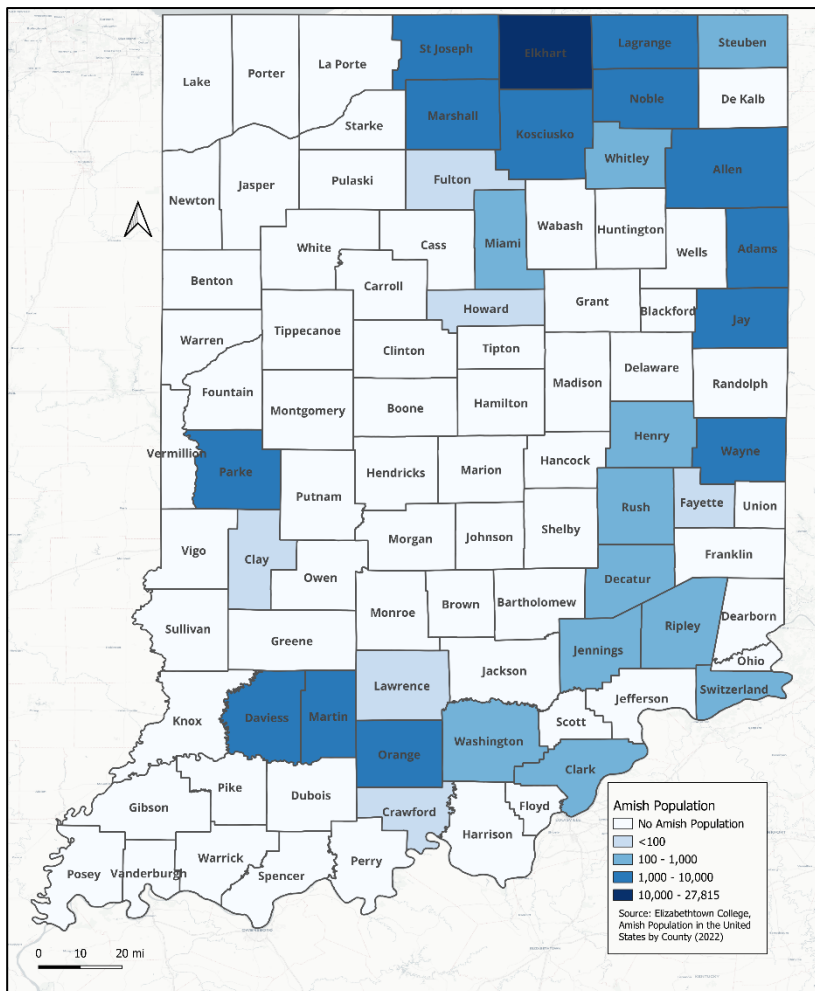 St Joseph
Elkhart
Lagrange
Steuben
La Porte
Porter
Lake
Noble
De Kalb
Marshall
Kosciusko
Starke
Whitley
Allen
Fulton
Pulaski
Jasper
Newton
Wabash
Huntington
Miami
Cass
White
Wells
Adams
Benton
Carroll
Grant
Howard
Blackford
Jay
Tippecanoe
Warren
Clinton
Tipton
Delaware
Randolph
Fountain
Madison
Hamilton
Boone
Montgomery
Henry
Wayne
Vermillion
Parke
Hendricks
Marion
Hancock
Putnam
Fayette
Union
Rush
Shelby
Johnson
Morgan
Vigo
Clay
Owen
Franklin
Decatur
Monroe
Brown
Bartholomew
Dearborn
Sullivan
Ripley
Greene
Jennings
Ohio
Jackson
Lawrence
Switzerland
Jefferson
Knox
Daviess
Martin
Scott
Washington
Orange
Clark
Pike
Dubois
Gibson
Floyd
Crawford
Harrison
Warrick
Perry
Posey
Vanderburgh
Spencer
Amish Population
No Amish Population
<100
100 - 1,000
1,000 - 10,000
10,000 - 27,815
Source: Elizabethtown College,
Amish Population in the United
States by County (2022)
0 10 20 mi